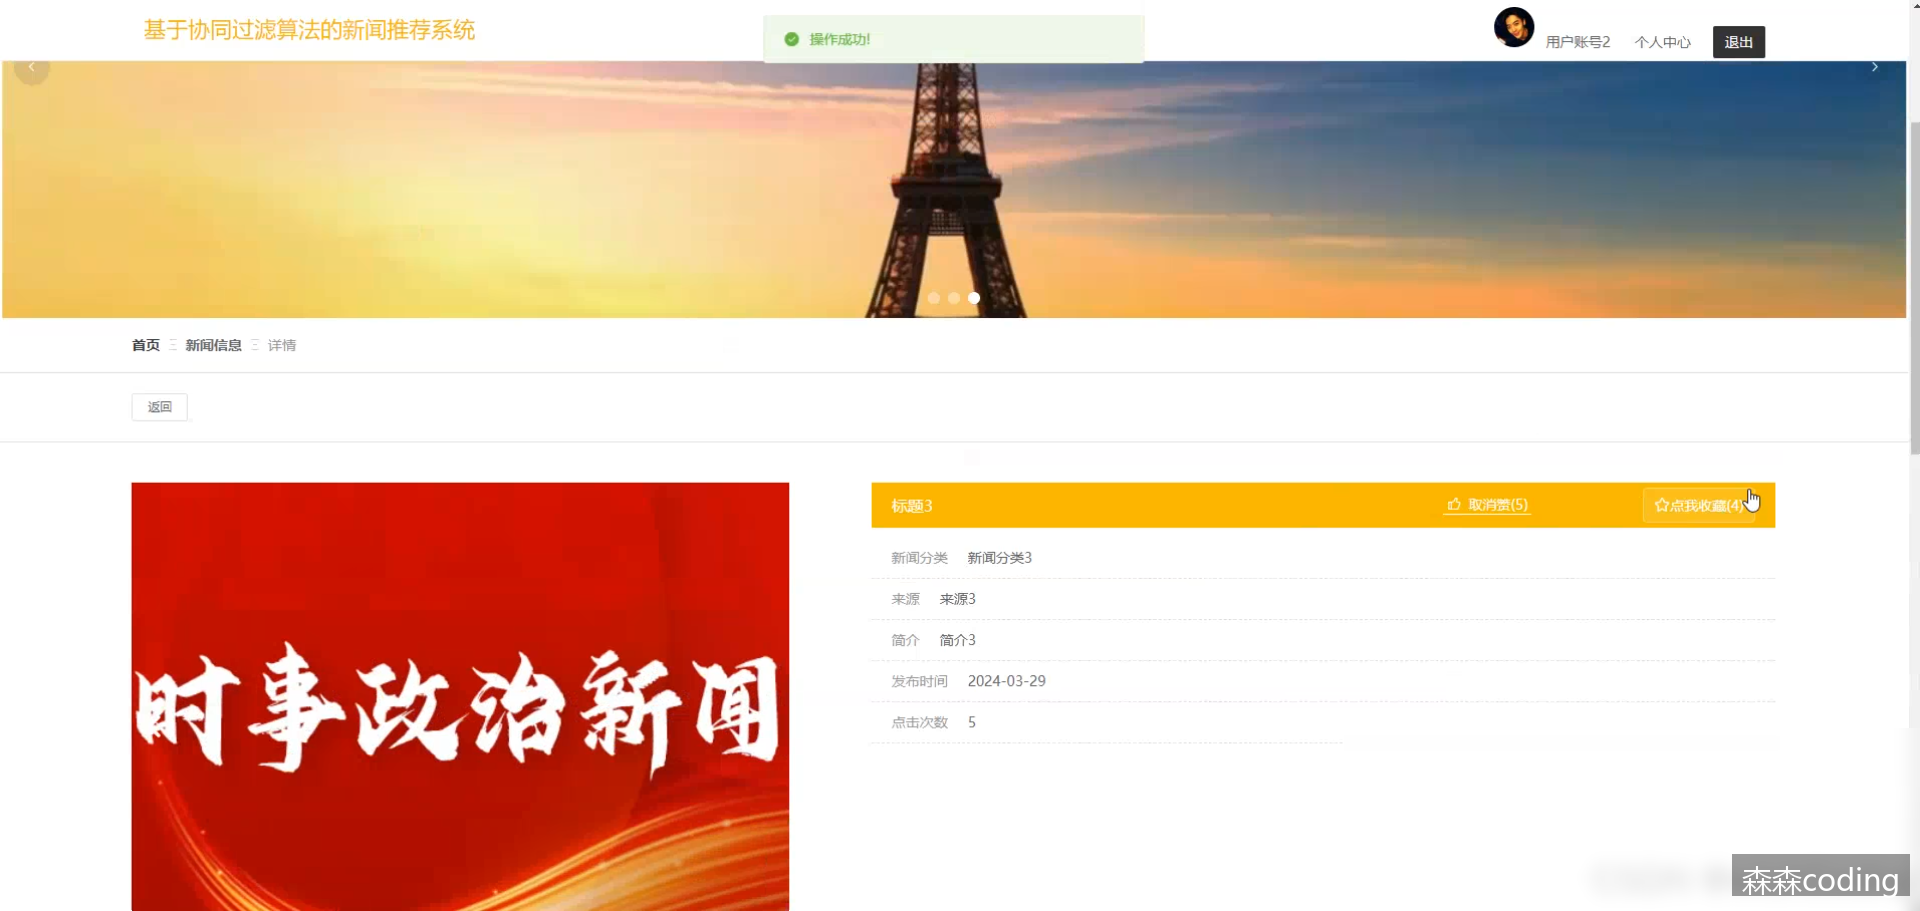 基于协同过滤算法的新闻推荐系统
操作成功!
用户账号2
个人中心
退出
首页
新闻信息
详情
返回
时事政治新闻
标题3
取消赞(5)
点我收藏(4)
新闻分类 新闻分类3
来源 来源3
简介 简介3
发布时间 2024-03-29
点击次数 5
森森coding